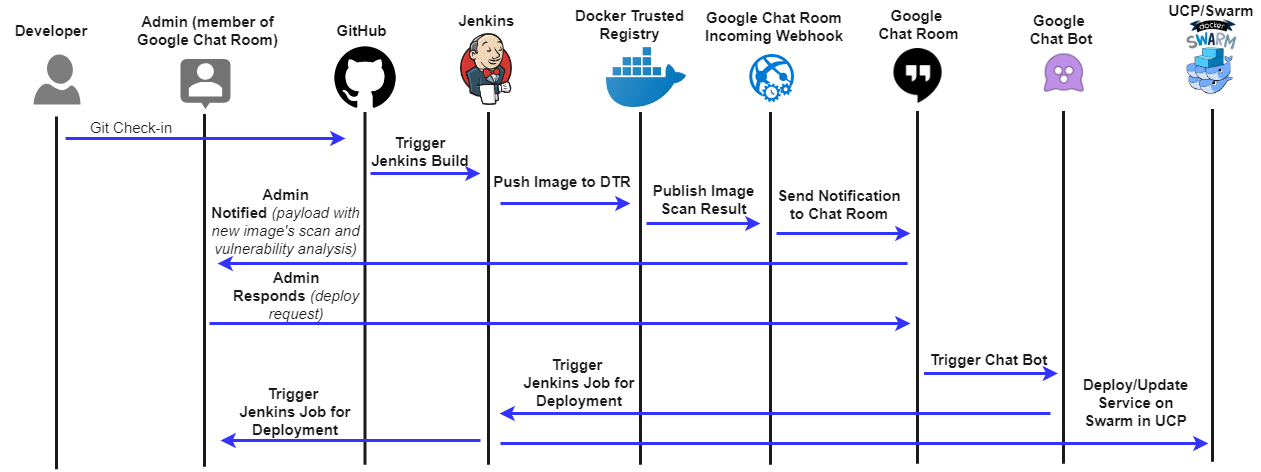 Developer
Admin (member of
Google Chat Room)
GitHub
Jenkins
Docker Trusted
Registry
Google Chat Room
Incoming Webhook
Google
Chat Room
Google
Chat Bot
UCP/Swarm
docker
SWARM
Git Check-in
Trigger
Jenkins Build
Push Image to DTR
Publish Image
Scan Result
Send Notification
to Chat Room
Admin
Notified (payload with
new image's scan and
vulnerability analysis)
Admin
Responds (deploy
request)
Trigger Chat Bot
Trigger
Jenkins Job for
Deployment
Trigger
Jenkins Job for
Deployment
Deploy/Update
Service on
Swarm in UCP